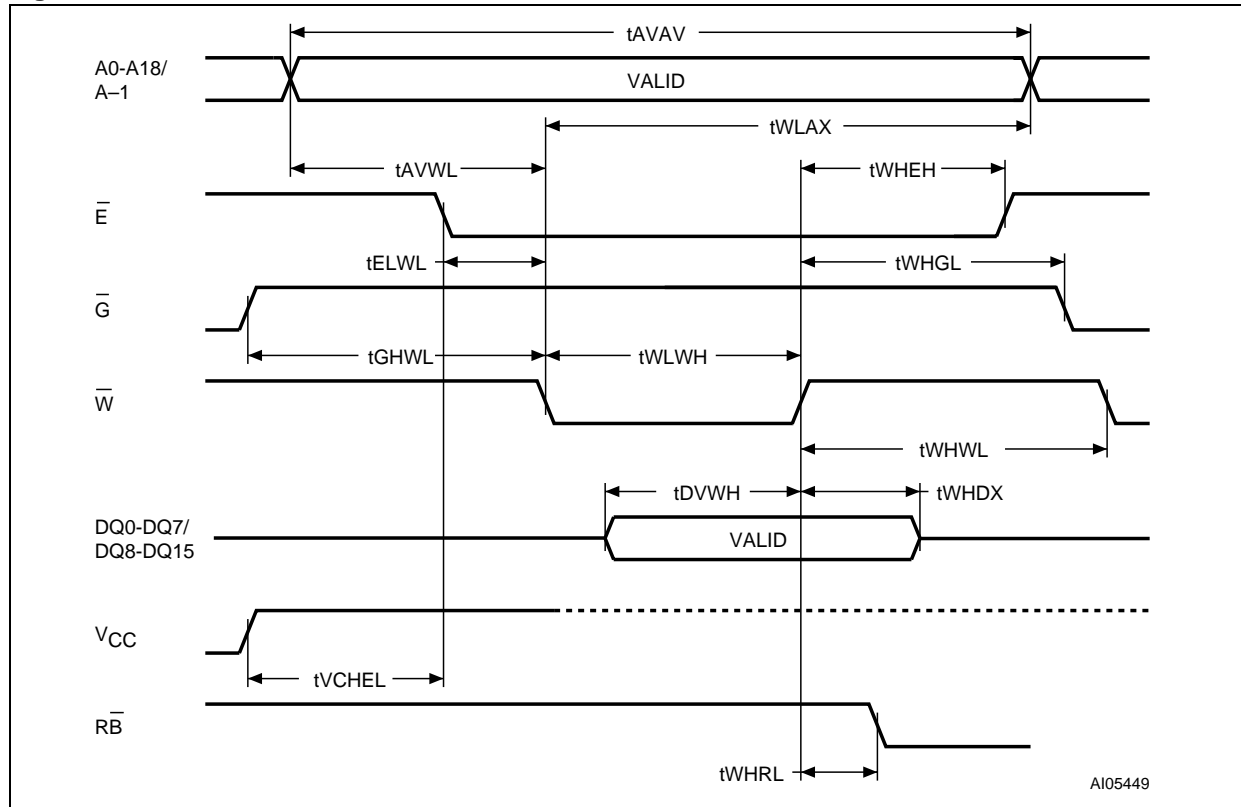 tAVAV
A0-A18/
A–1
VALID
tWLAX
tAVWL
tWHEH
E̅
tELWL
tWHGL
G̅
tGHWL
tWLWH
W̅
tWHWL
tDVWH
tWHDX
DQ0-DQ7/
DQ8-DQ15
VALID
VCC
tVCHEL
RB̅
tWHRL
AI05449